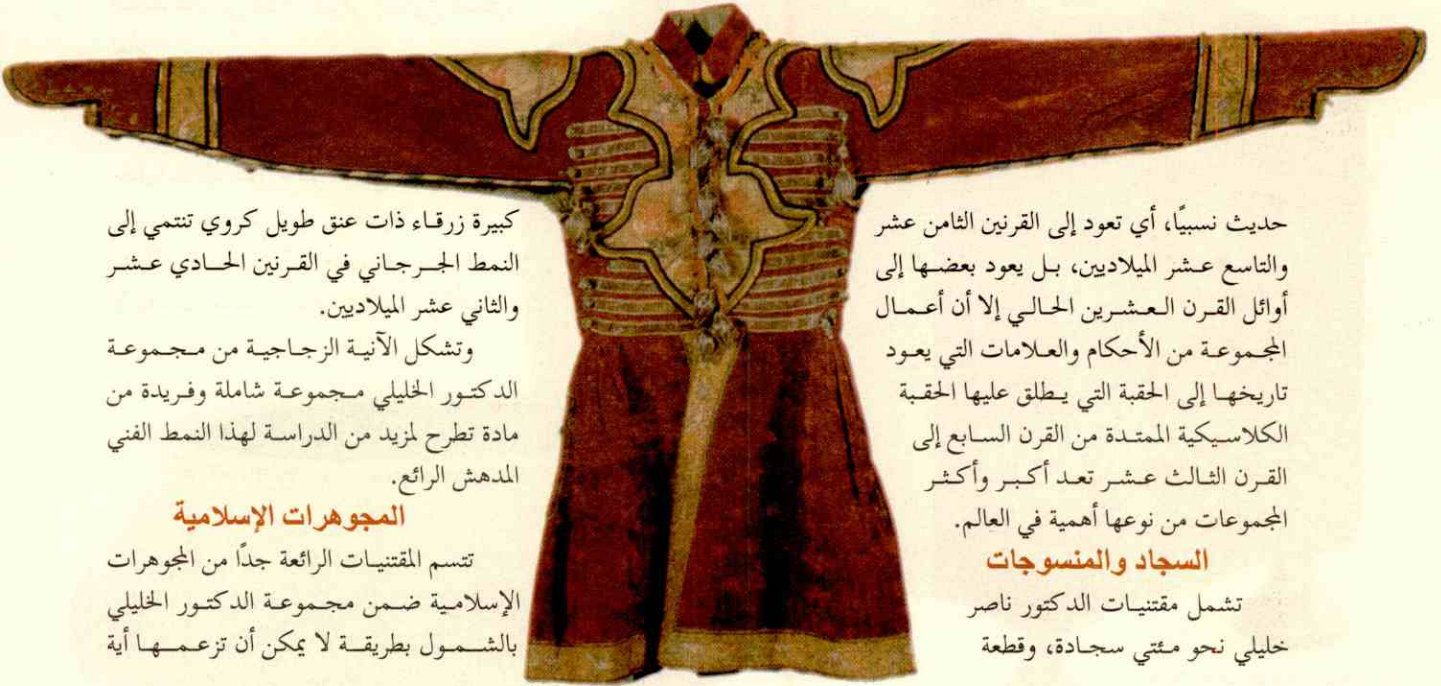 حديث نسبيًا، أي تعود إلى القرنين الثامن عشر
والتاسع عشر الميلاديين، بل يعود بعضها إلى
أوائل القرن العشرين الحالي إلا أن أعمال
المجموعة من الأحكام والعلامات التي يعود
تاريخها إلى الحقبة التي يطلق عليها الحقبة
الكلاسيكية الممتدة من القرن السابع إلى
القرن الثالث عشر تعد أكبر وأكثر
المجموعات من نوعها أهمية في العالم.
السجاد والمنسوجات
تشمل مقتنيات الدكتور ناصر
خليلي نحو مئتي سجادة، وقطعة
كبيرة زرقاء ذات عنق طويل كروي تنتمي إلى
النمط الجرجاني في القرنين الحادي عشر
والثاني عشر الميلاديين.
وتشكل الآنية الزجاجية من مجموعة
الدكتور الخليلي مجموعة شاملة وفريدة من
مادة تطرح لمزيد من الدراسة لهذا النمط الفني
المدهش الرائع.
المجوهرات الإسلامية
تتسم المقتنيات الرائعة جدًا من المجوهرات
الإسلامية ضمن مجموعة الدكتور الخليلي
بالشمول بطريقة لا يمكن أن تزعمها أية